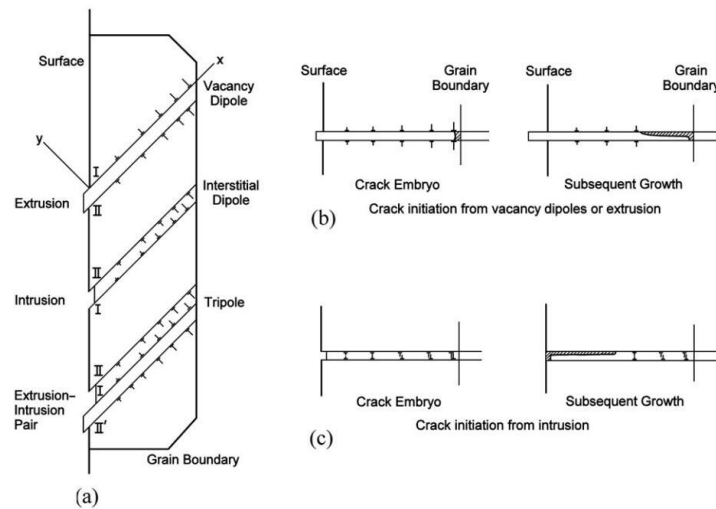 Surface
x
Vacancy
Dipole
y
I
Extrusion
II
Interstitial
Dipole
II
Intrusion
I
Tripole
II
I
Extrusion–
Intrusion
Pair
II'
Grain Boundary
(a)
Surface
Grain
Boundary
Surface
Grain
Boundary
Crack Embryo
Subsequent Growth
(b)
Crack initiation from vacancy dipoles or extrusion
Crack Embryo
Subsequent Growth
(c)
Crack initiation from intrusion